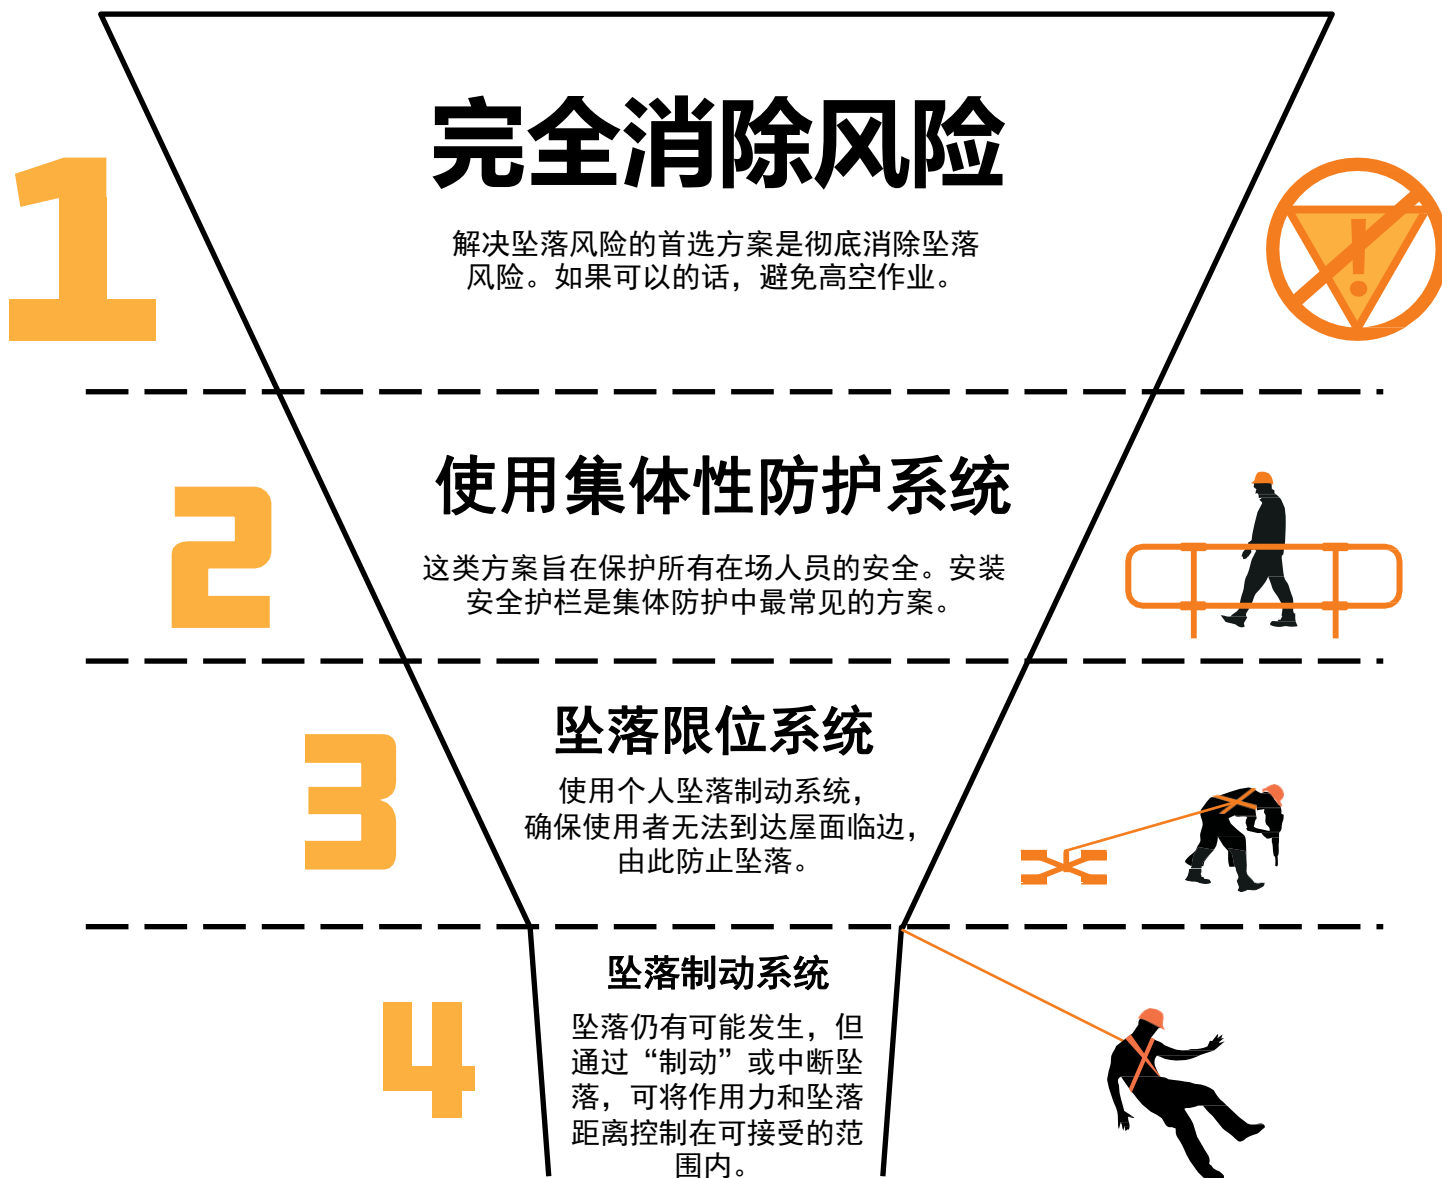 1
完全消除风险
解决坠落风险的首选方案是彻底消除坠落
风险。如果可以的话，避免高空作业。
2
使用集体性防护系统
这类方案旨在保护所有在场人员的安全。安装
安全护栏是集体防护中最常见的方案。
3
坠落限位系统
使用个人坠落制动系统，
确保使用者无法到达屋面临边，
由此防止坠落。
4
坠落制动系统
坠落仍有可能发生，但
通过“制动”或中断坠
落，可将作用力和坠落
距离控制在可接受的范
围内。